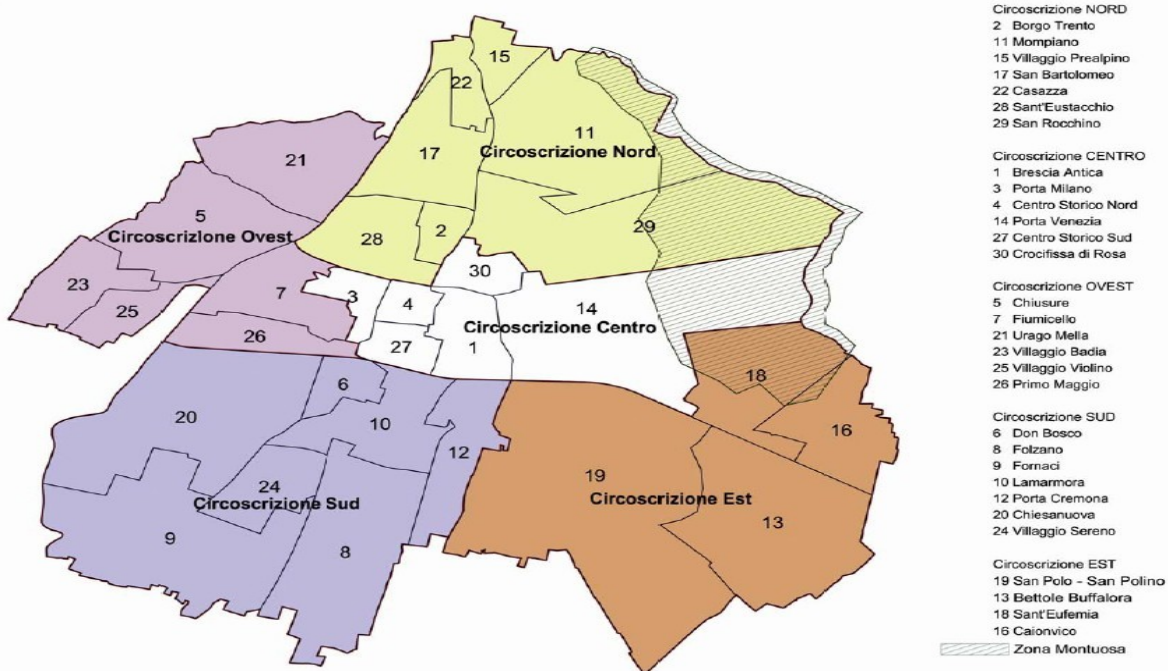 15
22
11
Circoscrizione Nord
17
21
5
CircoscrizIone Ovest
28
2
29
30
23
25
7
3
4
14
Circoscrizione Centro
27
1
26
6
18
20
10
16
12
19
24
Circoscrizione Sud
Circoscrizione Est
13
9
8
Circoscrizione NORD
2 Borgo Trento
11 Mompiano
15 Villaggio Prealpino
17 San Bartolomeo
22 Casazza
28 Sant'Eustacchio
29 San Rocchino
Circoscrizione CENTRO
1 Brescia Antica
3 Porta Milano
4 Centro Storico Nord
14 Porta Venezia
27 Centro Storico Sud
30 Crocifissa di Rosa
Circoscrizione OVEST
5 Chiusure
7 Fiumicello
21 Urago Mella
23 Villaggio Badia
25 Villaggio Violino
26 Primo Maggio
Circoscrizione SUD
6 Don Bosco
8 Folzano
9 Fornaci
10 Lamarmora
12 Porta Cremona
20 Chiesanuova
24 Villaggio Sereno
Circoscrizione EST
19 San Polo - San Polino
13 Bettole Buffalora
18 Sant'Eufemia
16 Caionvico
Zona Montuosa